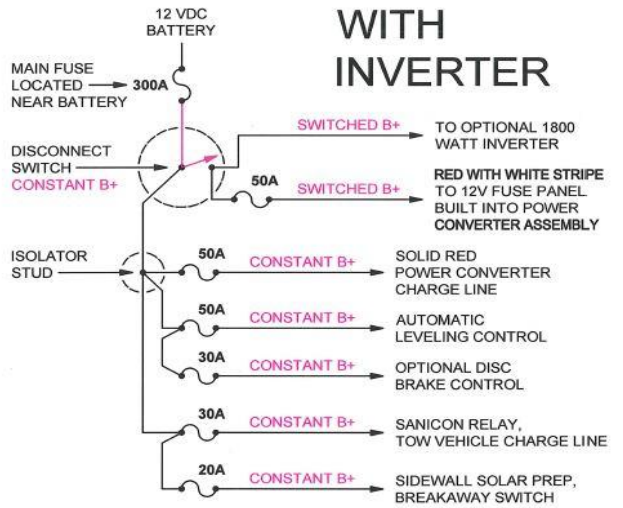 12 VDC
BATTERY
WITH
INVERTER
MAIN FUSE
LOCATED
NEAR BATTERY
300A
SWITCHED B+
TO OPTIONAL 1800
WATT INVERTER
DISCONNECT
SWITCH
CONSTANT B+
50A
SWITCHED B+
RED WITH WHITE STRIPE
TO 12V FUSE PANEL
BUILT INTO POWER
CONVERTER ASSEMBLY
ISOLATOR
STUD
50A
CONSTANT B+
SOLID RED
POWER CONVERTER
CHARGE LINE
50A
CONSTANT B+
AUTOMATIC
LEVELING CONTROL
30A
CONSTANT B+
OPTIONAL DISC
BRAKE CONTROL
30A
CONSTANT B+
SANICON RELAY,
TOW VEHICLE CHARGE LINE
20A
CONSTANT B+
SIDEWALL SOLAR PREP,
BREAKAWAY SWITCH